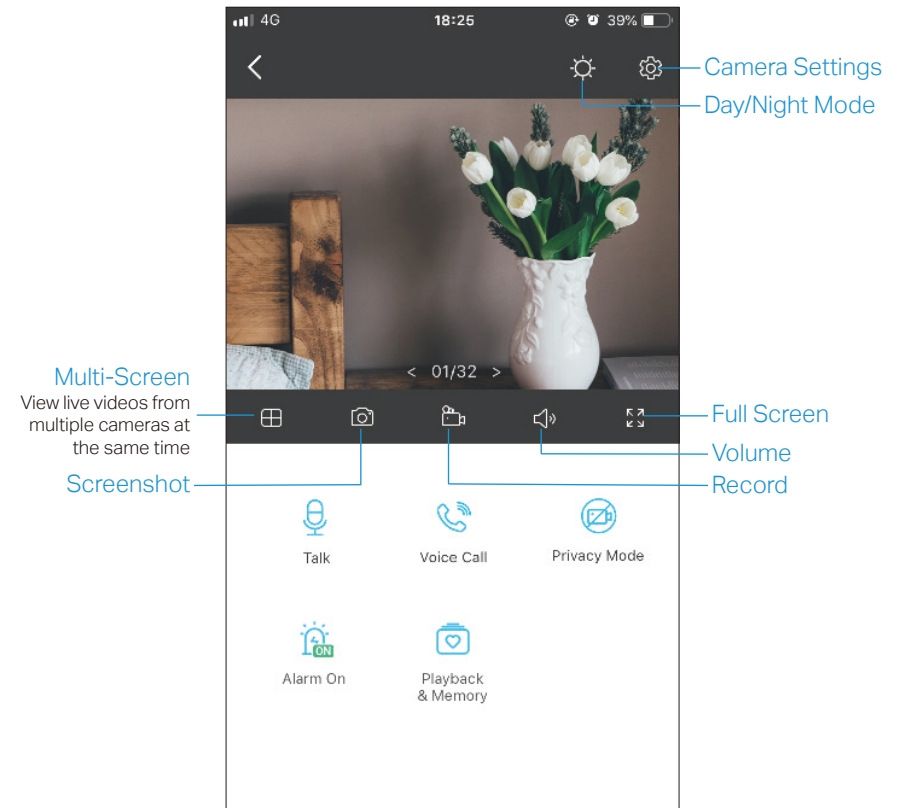 4G
18:25
39%
Camera Settings
Day/Night Mode
< 01/32 >
Multi-Screen
View live videos from
multiple cameras at
the same time
Full Screen
Volume
Screenshot
Record
Talk
Voice Call
Privacy Mode
ON
Alarm On
Playback
& Memory